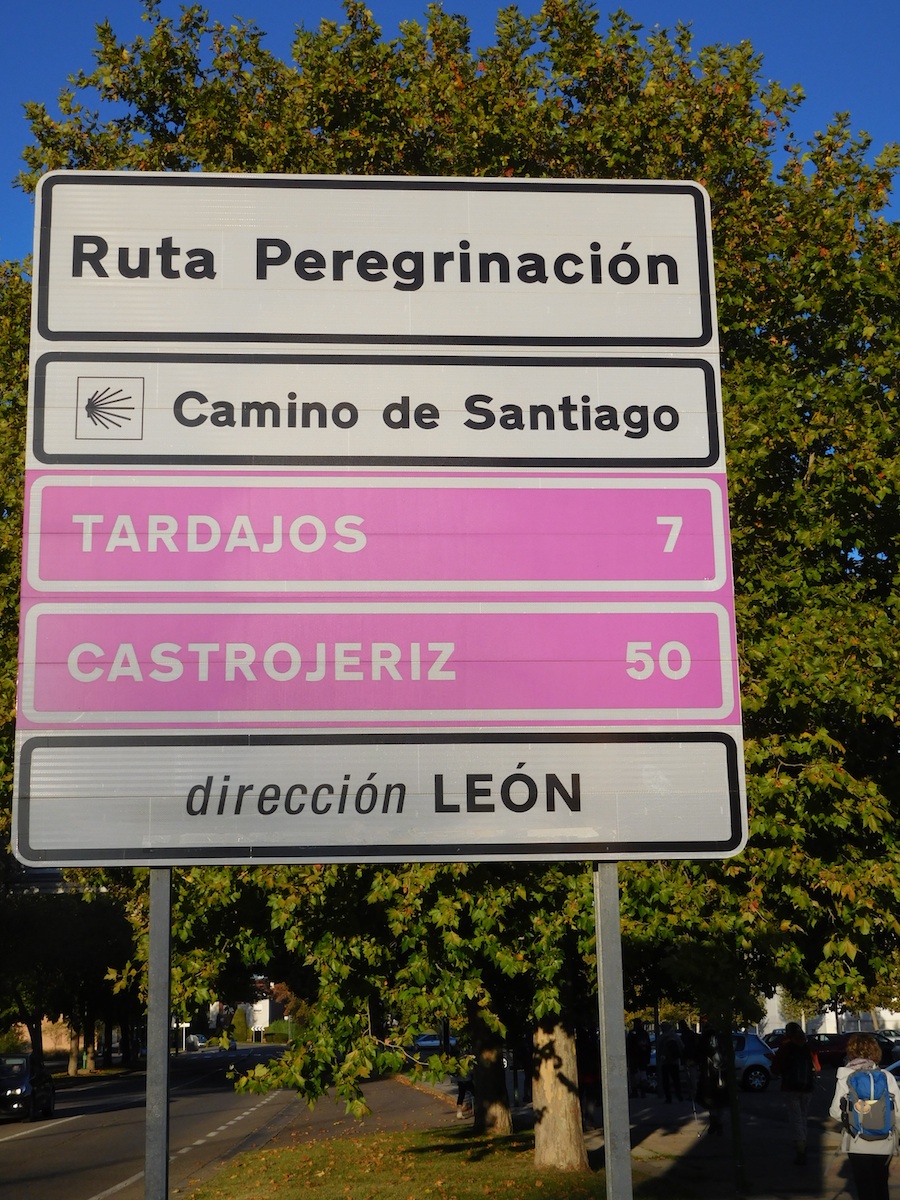 Ruta Peregrinación
Camino de Santiago
TARDAJOS 7
CASTROJERIZ 50
dirección LEÓN